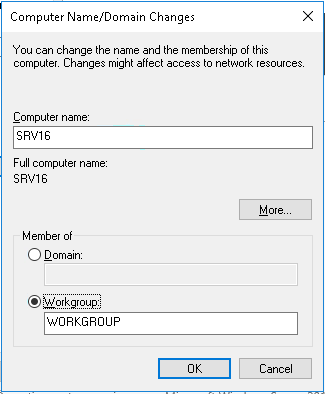 Computer Name/Domain Changes
You can change the name and the membership of this
computer. Changes might affect access to network resources.
Computer name:
SRV16
Full computer name:
SRV16
More...
Member of
Domain:
Workgroup:
WORKGROUP
OK
Cancel